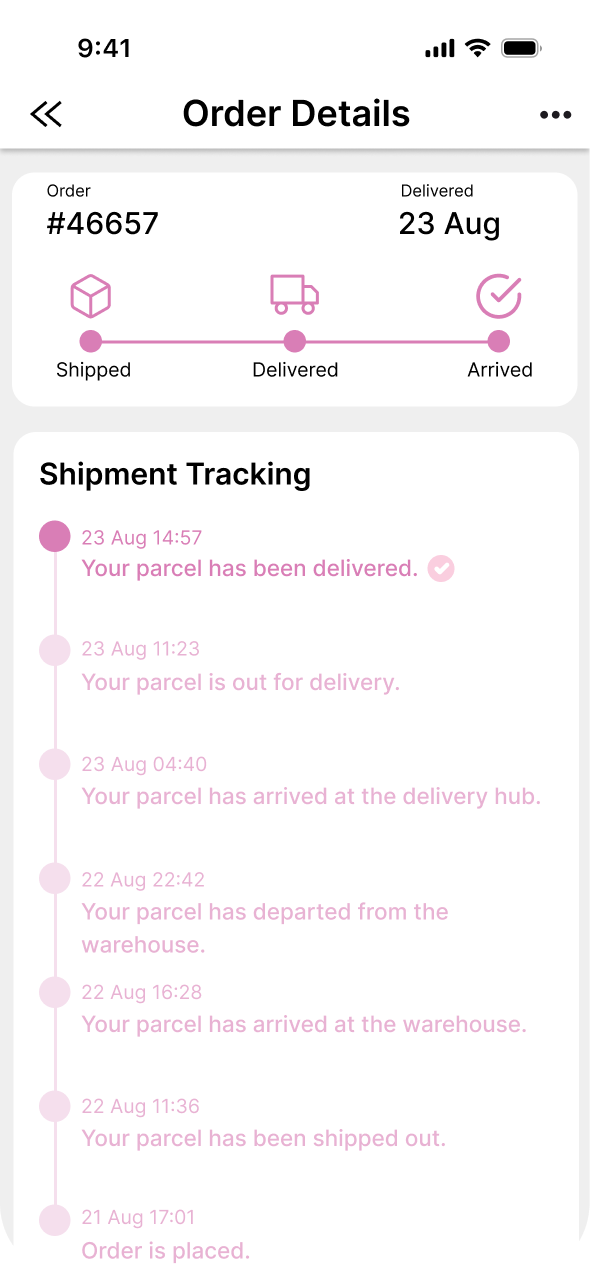 9:41
Order Details
Order
Delivered
#46657
23 Aug
Shipped
Delivered
Arrived
Shipment Tracking
23 Aug 14:57
Your parcel has been delivered.
23 Aug 11:23
Your parcel is out for delivery.
23 Aug 04:40
Your parcel has arrived at the delivery hub.
22 Aug 22:42
Your parcel has departed from the
warehouse.
22 Aug 16:28
Your parcel has arrived at the warehouse.
22 Aug 11:36
Your parcel has been shipped out.
21 Aug 17:01
Order is placed.